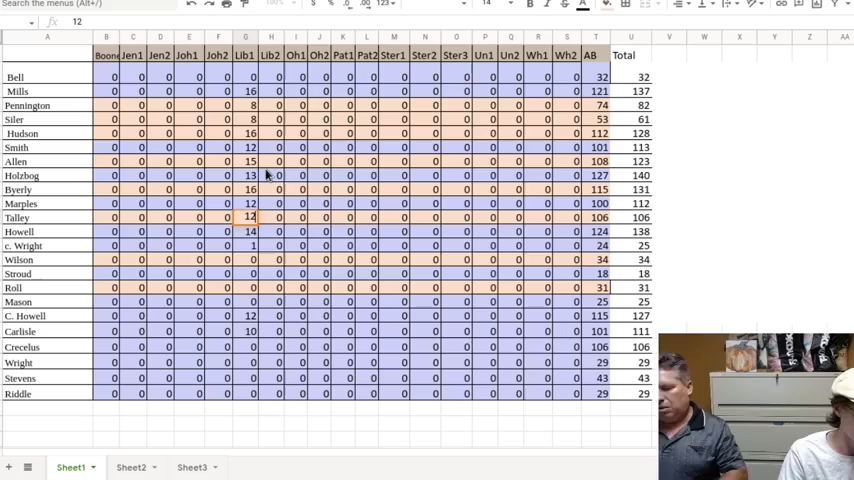 Search the menus (Alt+/)
100% $ % .0 .00 123 14 A
fx 12
A B C D E F G H I J K L M N O P Q R S T U V W X Y Z AA
Boone Jen1 Jen2 Joh1 Joh2 Lib1 Lib2 Oh1 Oh2 Pat1 Pat2 Ster1 Ster2 Ster3 Un1 Un2 Wh1 Wh2 AB Total
Bell 0 0 0 0 0 0 0 0 0 0 0 0 0 0 0 0 0 0 32 32
Mills 0 0 0 0 0 16 0 0 0 0 0 0 0 0 0 0 0 0 121 137
Pennington 0 0 0 0 0 8 0 0 0 0 0 0 0 0 0 0 0 0 74 82
Siler 0 0 0 0 0 8 0 0 0 0 0 0 0 0 0 0 0 0 53 61
Hudson 0 0 0 0 0 16 0 0 0 0 0 0 0 0 0 0 0 0 112 128
Smith 0 0 0 0 0 12 0 0 0 0 0 0 0 0 0 0 0 0 101 113
Allen 0 0 0 0 0 15 0 0 0 0 0 0 0 0 0 0 0 0 108 123
Holzbog 0 0 0 0 0 13 0 0 0 0 0 0 0 0 0 0 0 0 127 140
Byerly 0 0 0 0 0 16 0 0 0 0 0 0 0 0 0 0 0 0 115 131
Marples 0 0 0 0 0 12 0 0 0 0 0 0 0 0 0 0 0 0 100 112
Talley 0 0 0 0 0 12 0 0 0 0 0 0 0 0 0 0 0 0 106 106
Howell 0 0 0 0 0 14 0 0 0 0 0 0 0 0 0 0 0 0 124 138
c. Wright 0 0 0 0 0 1 0 0 0 0 0 0 0 0 0 0 0 0 24 25
Wilson 0 0 0 0 0 0 0 0 0 0 0 0 0 0 0 0 0 0 34 34
Stroud 0 0 0 0 0 0 0 0 0 0 0 0 0 0 0 0 0 0 18 18
Roll 0 0 0 0 0 0 0 0 0 0 0 0 0 0 0 0 0 0 31 31
Mason 0 0 0 0 0 0 0 0 0 0 0 0 0 0 0 0 0 0 25 25
C. Howell 0 0 0 0 0 12 0 0 0 0 0 0 0 0 0 0 0 0 115 127
Carlisle 0 0 0 0 0 10 0 0 0 0 0 0 0 0 0 0 0 0 101 111
Crecelus 0 0 0 0 0 0 0 0 0 0 0 0 0 0 0 0 0 0 106 106
Wright 0 0 0 0 0 0 0 0 0 0 0 0 0 0 0 0 0 0 29 29
Stevens 0 0 0 0 0 0 0 0 0 0 0 0 0 0 0 0 0 0 43 43
Riddle 0 0 0 0 0 0 0 0 0 0 0 0 0 0 0 0 0 0 29 29
Sheet1 Sheet2 Sheet3